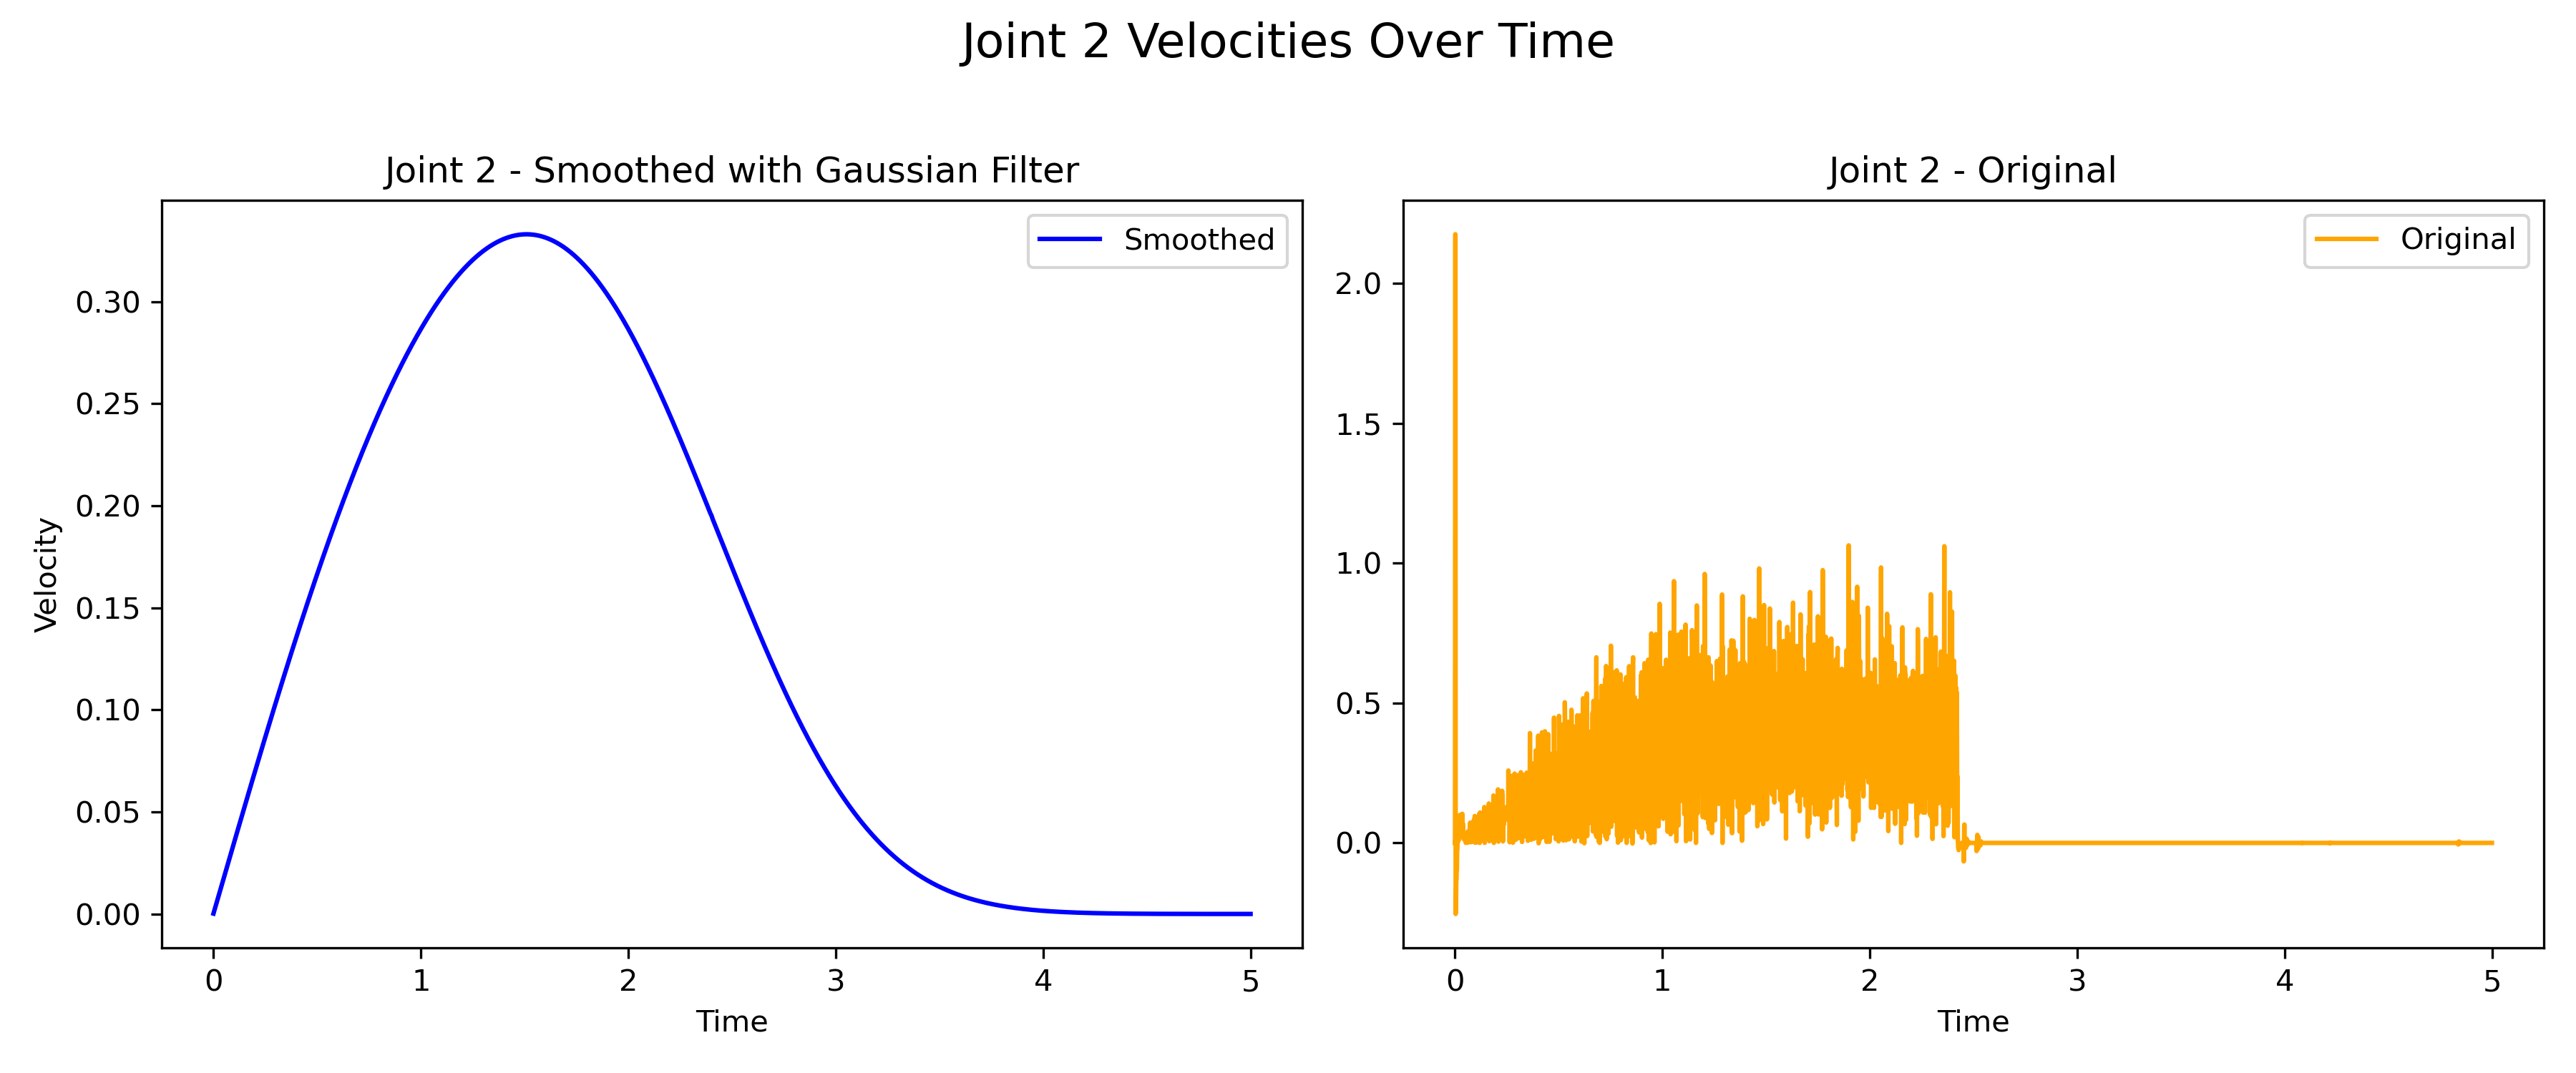 Joint 2 Velocities Over Time
Joint 2 - Smoothed with Gaussian Filter
Smoothed
Velocity
0.30
0.25
0.20
0.15
0.10
0.05
0.00
0 1 2 3 4 5
Time
Joint 2 - Original
Original
2.0
1.5
1.0
0.5
0.0
0 1 2 3 4 5
Time